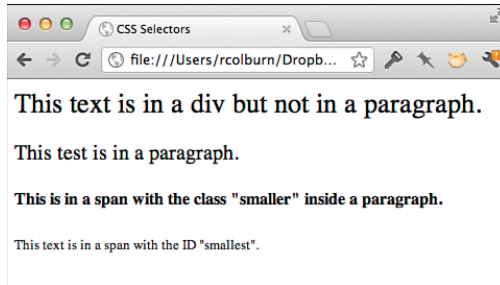 CSS Selectors
file:///Users/rcolburn/Dropb...
This text is in a div but not in a paragraph.
This test is in a paragraph.
This is in a span with the class "smaller" inside a paragraph.
This text is in a span with the ID "smallest".